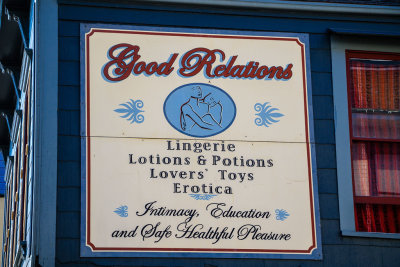 Good Relations
Lingerie
Lotions & Potions
Lovers' Toys
Erotica
Intimacy, Education
and Safe Healthful Pleasure